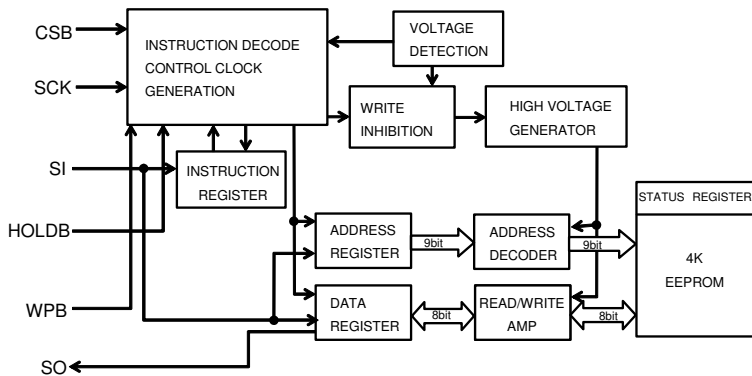 CSB
SCK
SI
HOLDB
WPB
SO
INSTRUCTION DECODE
CONTROL CLOCK
GENERATION
VOLTAGE
DETECTION
WRITE
INHIBITION
HIGH VOLTAGE
GENERATOR
INSTRUCTION
REGISTER
ADDRESS
REGISTER
9bit
ADDRESS
DECODER
9bit
DATA
REGISTER
8bit
READ/WRITE
AMP
8bit
STATUS REGISTER
4K
EEPROM